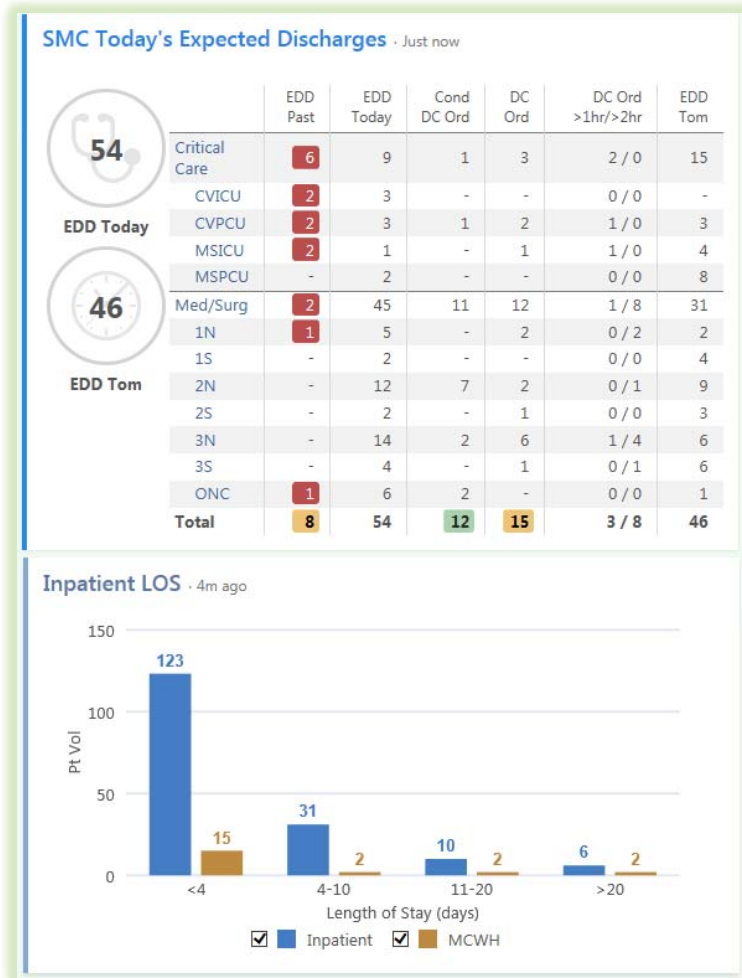 SMC Today's Expected Discharges · Just now
54
EDD Today
46
EDD Tom
EDD Past EDD Today Cond DC Ord DC Ord DC Ord >1hr/>2hr EDD Tom
Critical Care 6 9 1 3 2 / 0 15
CVICU 2 3 - - 0 / 0 -
CVPCU 2 3 1 2 1 / 0 3
MSICU 2 1 - 1 1 / 0 4
MSPCU - 2 - - 0 / 0 8
Med/Surg 2 45 11 12 1 / 8 31
1N 1 5 - 2 0 / 2 2
1S - 2 - - 0 / 0 4
2N - 12 7 2 0 / 1 9
2S - 2 - 1 0 / 0 3
3N - 14 2 6 1 / 4 6
3S - 4 - 1 0 / 1 6
ONC 1 6 2 - 0 / 0 1
Total 8 54 12 15 3 / 8 46
Inpatient LOS · 4m ago
Pt Vol
150
100
50
0
123 15
31 2
10 2
6 2
<4 4-10 11-20 >20
Length of Stay (days)
Inpatient MCWH